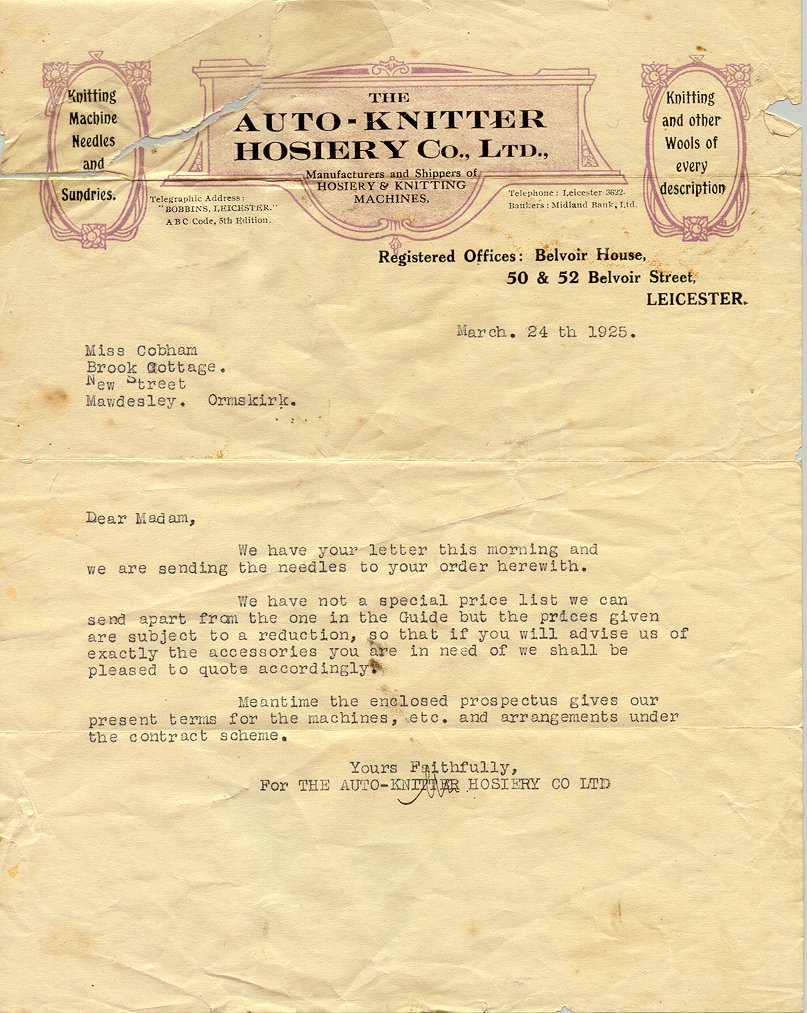 Knitting
Machine
Needles
and
Sundries.
THE
AUTO-KNITTER
HOSIERY Co., LTD.,
Manufacturers and Shippers of
HOSIERY & KNITTING
MACHINES.
Knitting
and other
Wools of
every
description
Telegraphic Address:
"BOBBINS, LEICESTER."
A B C Code, 5th Edition.
Telephone: Leicester 3622.
Bankers: Midland Bank, Ltd.
Registered Offices: Belvoir House,
50 & 52 Belvoir Street,
LEICESTER.
March. 24 th 1925.
Miss Cobham
Brook Cottage.
New Street
Mawdesley. Ormskirk.
Dear Madam,
We have your letter this morning and
we are sending the needles to your order herewith.
We have not a special price list we can
send apart from the one in the Guide but the prices given
are subject to a reduction, so that if you will advise us of
exactly the accessories you are in need of we shall be
pleased to quote accordingly.
Meantime the enclosed prospectus gives our
present terms for the machines, etc. and arrangements under
the contract scheme.
Yours Faithfully,
For THE AUTO-KNITTER HOSIERY CO LTD